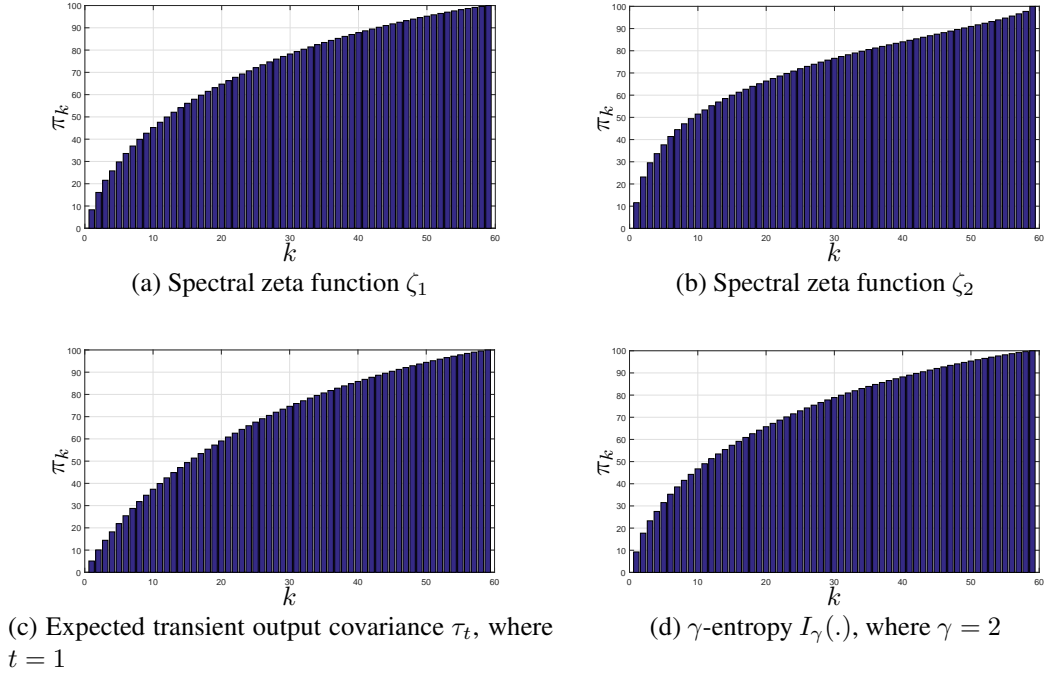 100
90
80
70
60
50
40
30
20
10
0
π_k
0 10 20 30 40 50 60
k
(a) Spectral zeta function ζ₁
100
90
80
70
60
50
40
30
20
10
0
π_k
0 10 20 30 40 50 60
k
(b) Spectral zeta function ζ₂
100
90
80
70
60
50
40
30
20
10
0
π_k
0 10 20 30 40 50 60
k
(c) Expected transient output covariance τ_t, where
t = 1
100
90
80
70
60
50
40
30
20
10
0
π_k
0 10 20 30 40 50 60
k
(d) γ-entropy I_γ(.), where γ = 2